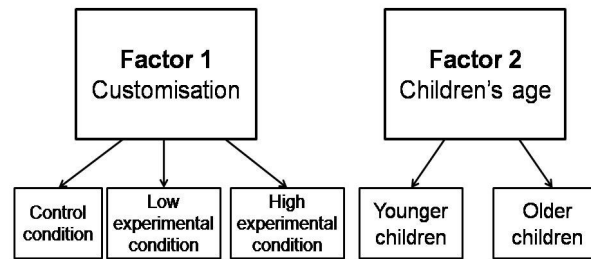 Factor 1
Customisation
Factor 2
Children's age
Control
condition
Low
experimental
condition
High
experimental
condition
Younger
children
Older
children